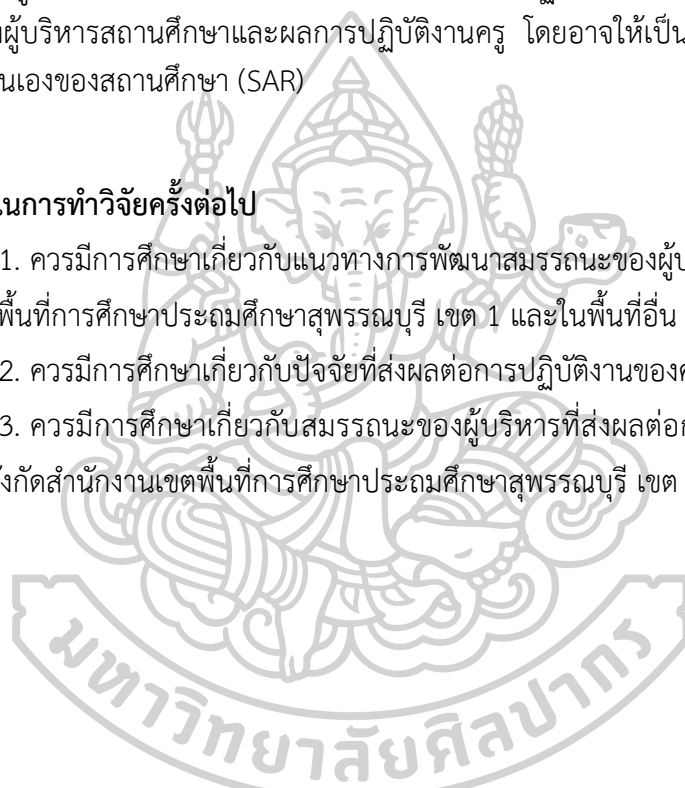 ผู้บริหารสถานศึกษาและผลการปฏิบัติงานครู โดยอาจให้เป็น
นเองของสถานศึกษา (SAR)
นการทำวิจัยครั้งต่อไป
1. ควรมีการศึกษาเกี่ยวกับแนวทางการพัฒนาสมรรถนะของผู้บ
พื้นที่การศึกษาประถมศึกษาสุพรรณบุรี เขต 1 และในพื้นที่อื่น
2. ควรมีการศึกษาเกี่ยวกับปัจจัยที่ส่งผลต่อการปฏิบัติงานของค
3. ควรมีการศึกษาเกี่ยวกับสมรรถนะของผู้บริหารที่ส่งผลต่อก
ังกัดสำนักงานเขตพื้นที่การศึกษาประถมศึกษาสุพรรณบุรี เขต
มหาวิทยาลัยศิลปากร